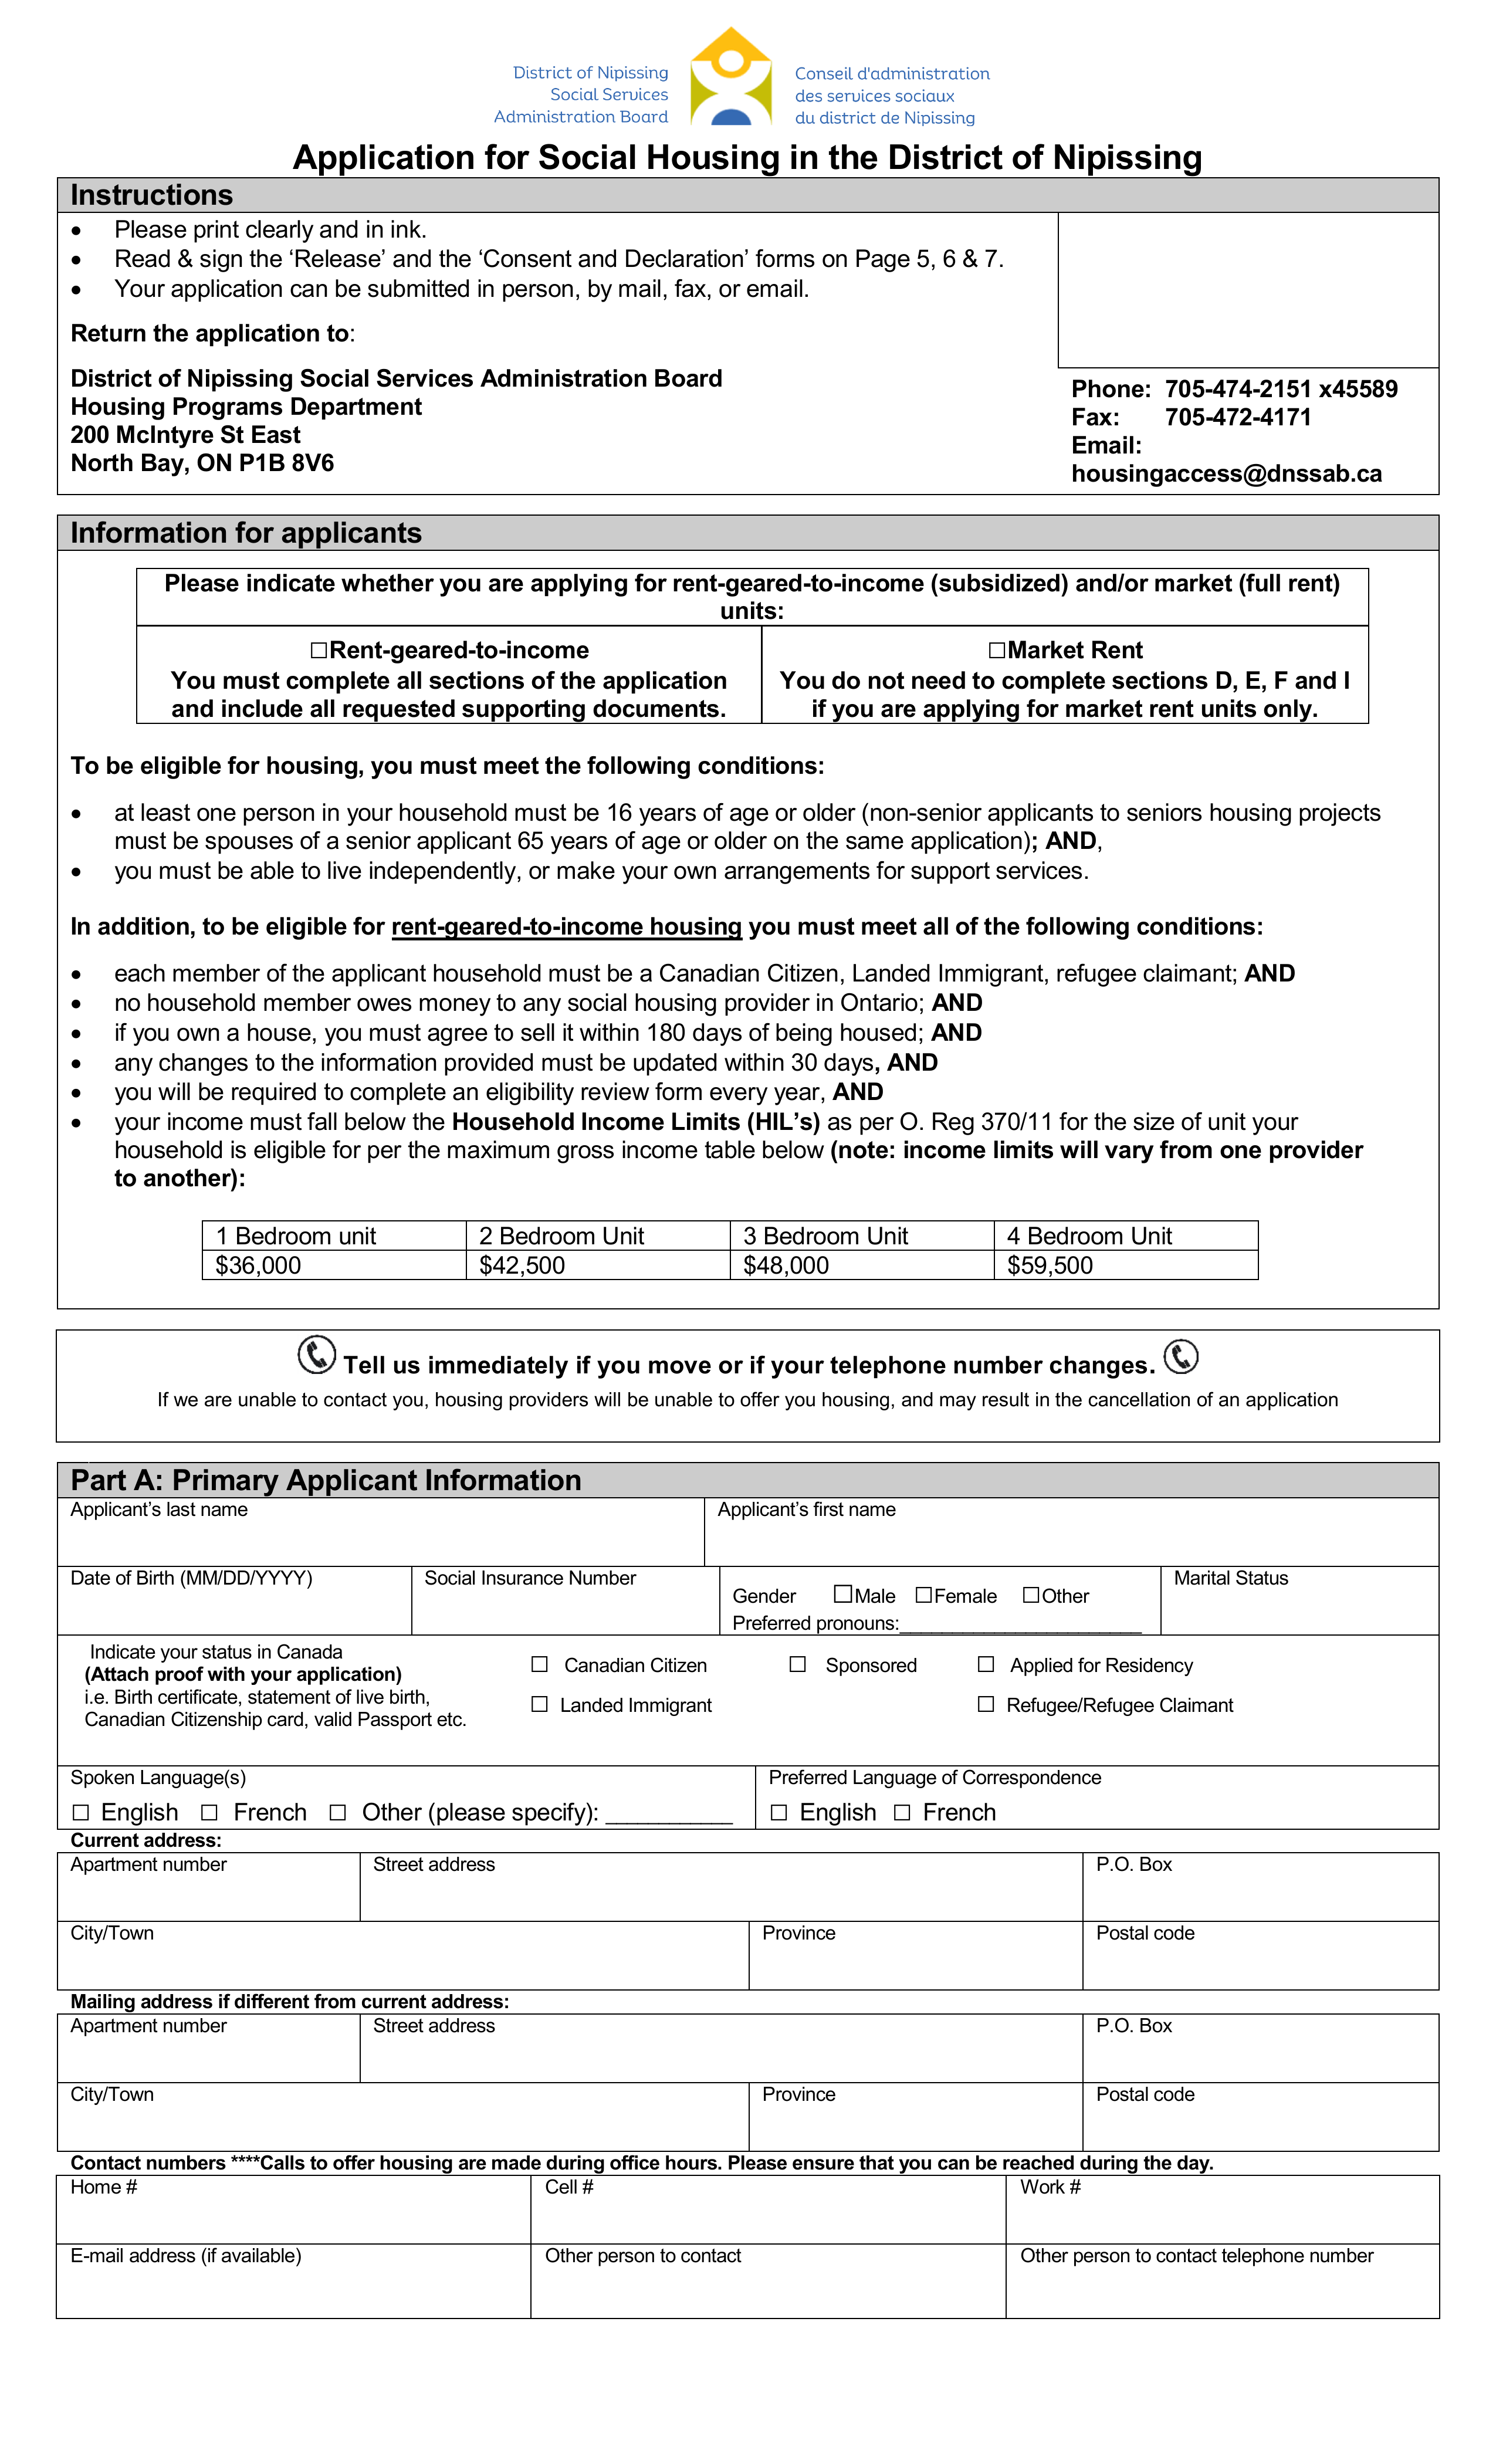 District of Nipissing
Social Services
Administration Board
Conseil d'administration
des services sociaux
du district de Nipissing
Application for Social Housing in the District of Nipissing
Instructions
• Please print clearly and in ink.
• Read & sign the ‘Release’ and the ‘Consent and Declaration’ forms on Page 5, 6 & 7.
• Your application can be submitted in person, by mail, fax, or email.
Return the application to:
District of Nipissing Social Services Administration Board
Housing Programs Department
200 McIntyre St East
North Bay, ON P1B 8V6
Phone: 705-474-2151 x45589
Fax: 705-472-4171
Email:
housingaccess@dnssab.ca
Information for applicants
Please indicate whether you are applying for rent-geared-to-income (subsidized) and/or market (full rent)
units:
☐Rent-geared-to-income
You must complete all sections of the application
and include all requested supporting documents.
☐Market Rent
You do not need to complete sections D, E, F and I
if you are applying for market rent units only.
To be eligible for housing, you must meet the following conditions:
• at least one person in your household must be 16 years of age or older (non-senior applicants to seniors housing projects
must be spouses of a senior applicant 65 years of age or older on the same application); AND,
• you must be able to live independently, or make your own arrangements for support services.
In addition, to be eligible for rent-geared-to-income housing you must meet all of the following conditions:
• each member of the applicant household must be a Canadian Citizen, Landed Immigrant, refugee claimant; AND
• no household member owes money to any social housing provider in Ontario; AND
• if you own a house, you must agree to sell it within 180 days of being housed; AND
• any changes to the information provided must be updated within 30 days, AND
• you will be required to complete an eligibility review form every year, AND
• your income must fall below the Household Income Limits (HIL’s) as per O. Reg 370/11 for the size of unit your
household is eligible for per the maximum gross income table below (note: income limits will vary from one provider
to another):
1 Bedroom unit 2 Bedroom Unit 3 Bedroom Unit 4 Bedroom Unit
$36,000 $42,500 $48,000 $59,500
Tell us immediately if you move or if your telephone number changes.
If we are unable to contact you, housing providers will be unable to offer you housing, and may result in the cancellation of an application
Part A: Primary Applicant Information
Applicant’s last name Applicant’s first name
Date of Birth (MM/DD/YYYY) Social Insurance Number
Gender ☐Male ☐Female ☐Other
Preferred pronouns:______________________
Marital Status
Indicate your status in Canada
(Attach proof with your application)
i.e. Birth certificate, statement of live birth,
Canadian Citizenship card, valid Passport etc.
☐ Canadian Citizen ☐ Sponsored ☐ Applied for Residency
☐ Landed Immigrant ☐ Refugee/Refugee Claimant
Spoken Language(s)
☐ English ☐ French ☐ Other (please specify): __________
Preferred Language of Correspondence
☐ English ☐ French
Current address:
Apartment number Street address P.O. Box
City/Town Province Postal code
Mailing address if different from current address:
Apartment number Street address P.O. Box
City/Town Province Postal code
Contact numbers ****Calls to offer housing are made during office hours. Please ensure that you can be reached during the day.
Home # Cell # Work #
E-mail address (if available) Other person to contact Other person to contact telephone number